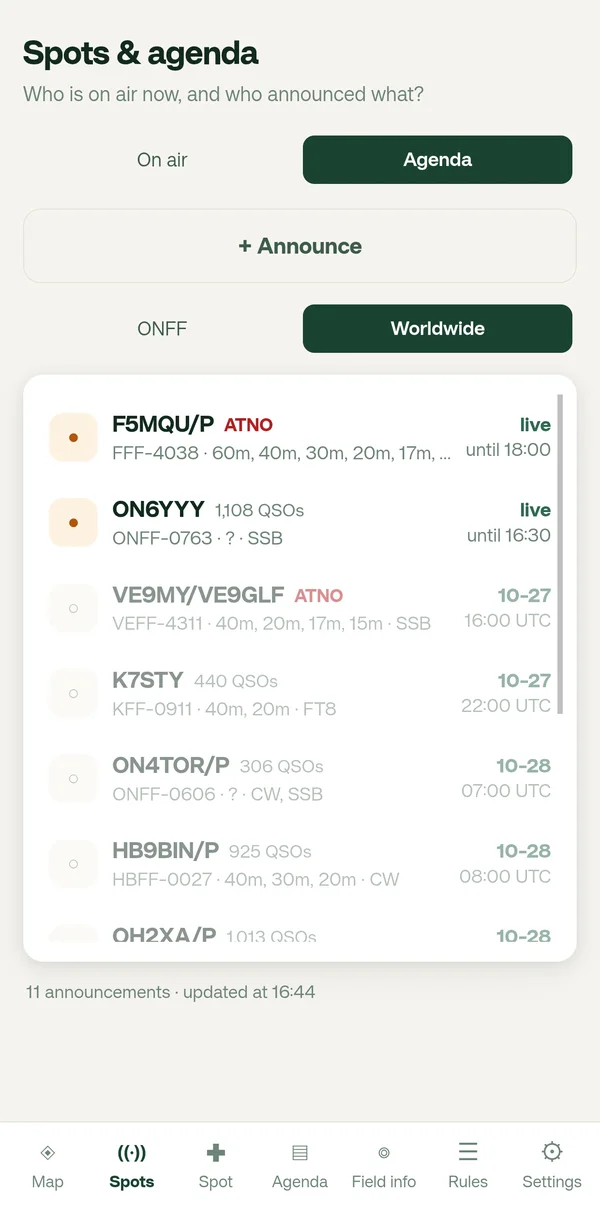 Spots & agenda
Who is on air now, and who announced what?
On air
Agenda
+ Announce
ONFF
Worldwide
F5MQU/P ATNO live
FFF-4038 · 60m, 40m, 30m, 20m, 17m, ... until 18:00
ON6YYY 1,108 QSOs live
ONFF-0763 · ? · SSB until 16:30
VE9MY/VE9GLF ATNO 10-27
VEFF-4311 · 40m, 20m, 17m, 15m · SSB 16:00 UTC
K7STY 440 QSOs 10-27
KFF-0911 · 40m, 20m · FT8 22:00 UTC
ON4TOR/P 306 QSOs 10-28
ONFF-0606 · ? · CW, SSB 07:00 UTC
HB9BIN/P 925 QSOs 10-28
HBFF-0027 · 40m, 30m, 20m · CW 08:00 UTC
OH2XA/P 1,013 QSOs 10-28
11 announcements · updated at 16:44
Map
Spots
Spot
Agenda
Field info
Rules
Settings